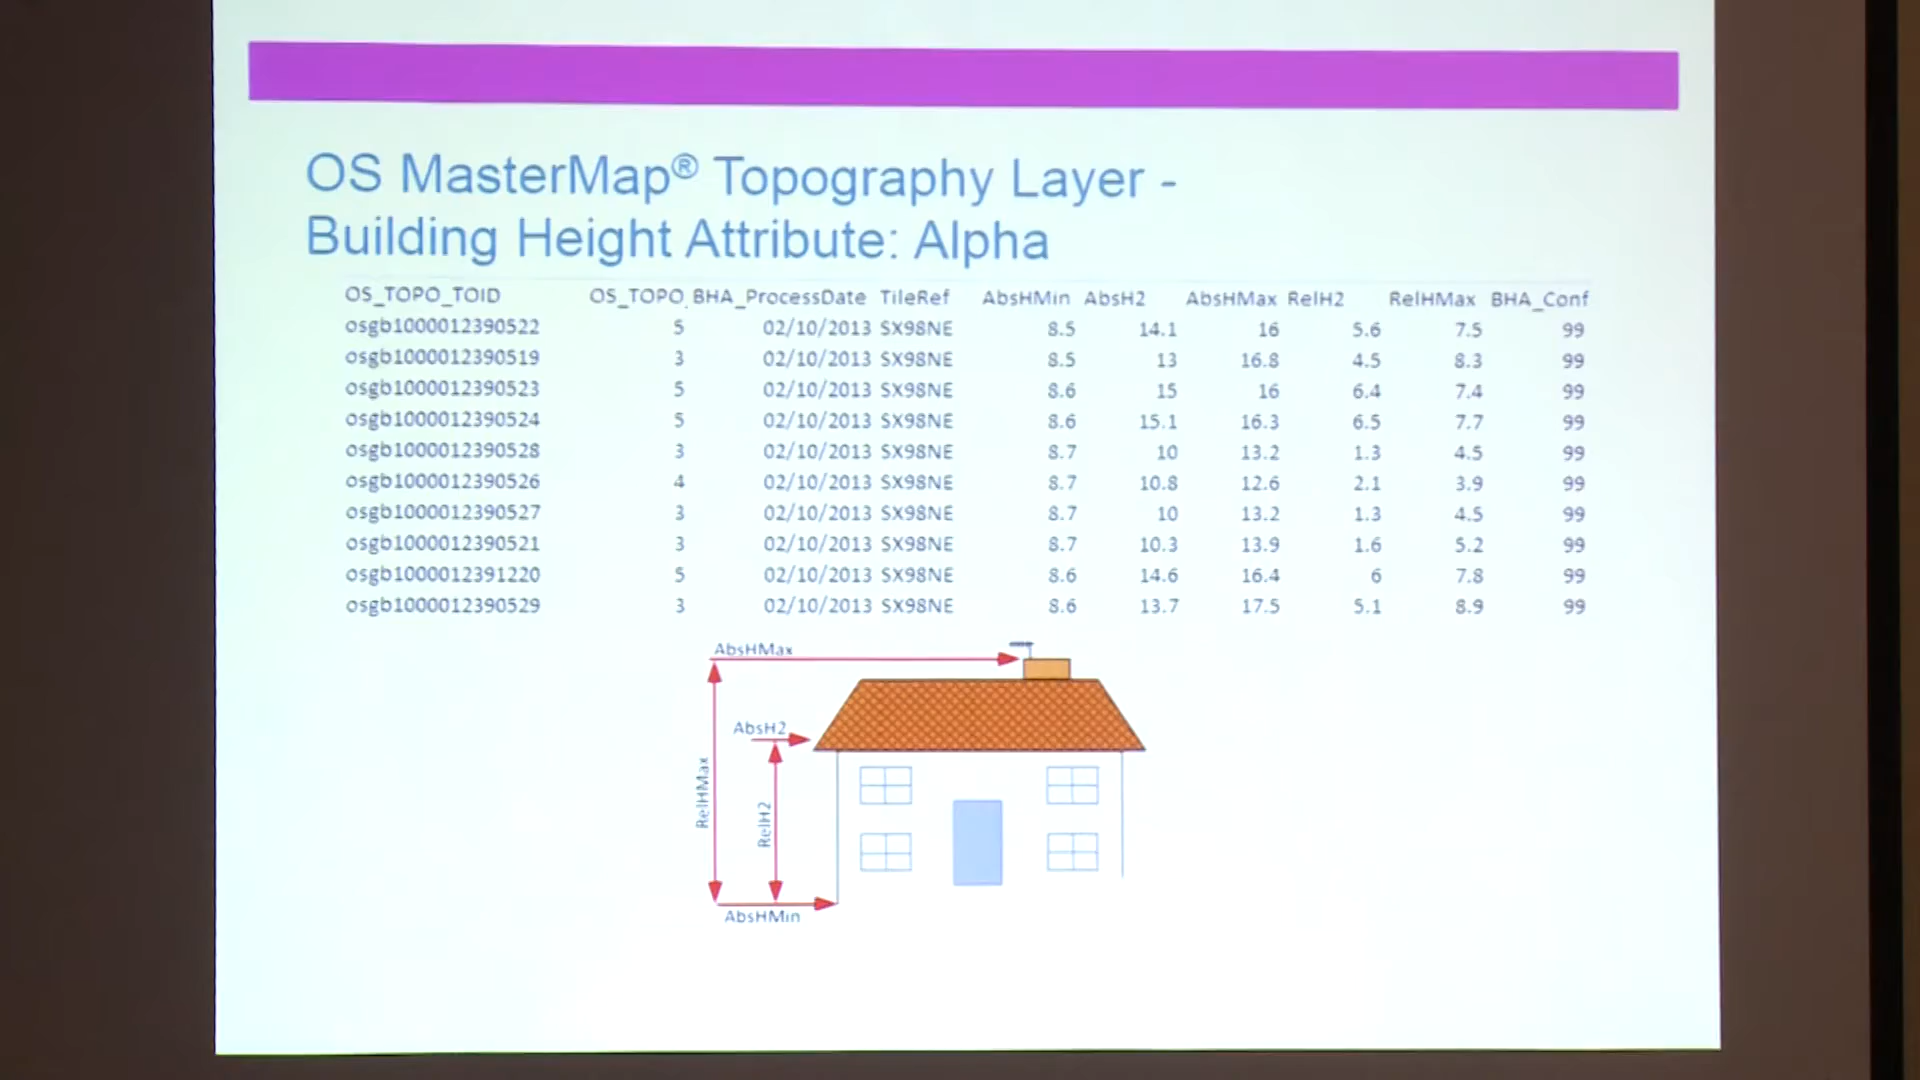 OS MasterMap® Topography Layer -
Building Height Attribute: Alpha
OS_TOPO_TOID OS_TOPO_ BHA_ProcessDate TileRef AbsHMin AbsH2 AbsHMax RelH2 RelHMax BHA_Conf
osgb1000012390522 5 02/10/2013 SX98NE 8.5 14.1 16 5.6 7.5 99
osgb1000012390519 3 02/10/2013 SX98NE 8.5 13 16.8 4.5 8.3 99
osgb1000012390523 5 02/10/2013 SX98NE 8.6 15 16 6.4 7.4 99
osgb1000012390524 5 02/10/2013 SX98NE 8.6 15.1 16.3 6.5 7.7 99
osgb1000012390528 3 02/10/2013 SX98NE 8.7 10 13.2 1.3 4.5 99
osgb1000012390526 4 02/10/2013 SX98NE 8.7 10.8 12.6 2.1 3.9 99
osgb1000012390527 3 02/10/2013 SX98NE 8.7 10 13.2 1.3 4.5 99
osgb1000012390521 3 02/10/2013 SX98NE 8.7 10.3 13.9 1.6 5.2 99
osgb1000012391220 5 02/10/2013 SX98NE 8.6 14.6 16.4 6 7.8 99
osgb1000012390529 3 02/10/2013 SX98NE 8.6 13.7 17.5 5.1 8.9 99
AbsHMax
AbsH2
RelHMax
RelH2
AbsHMin